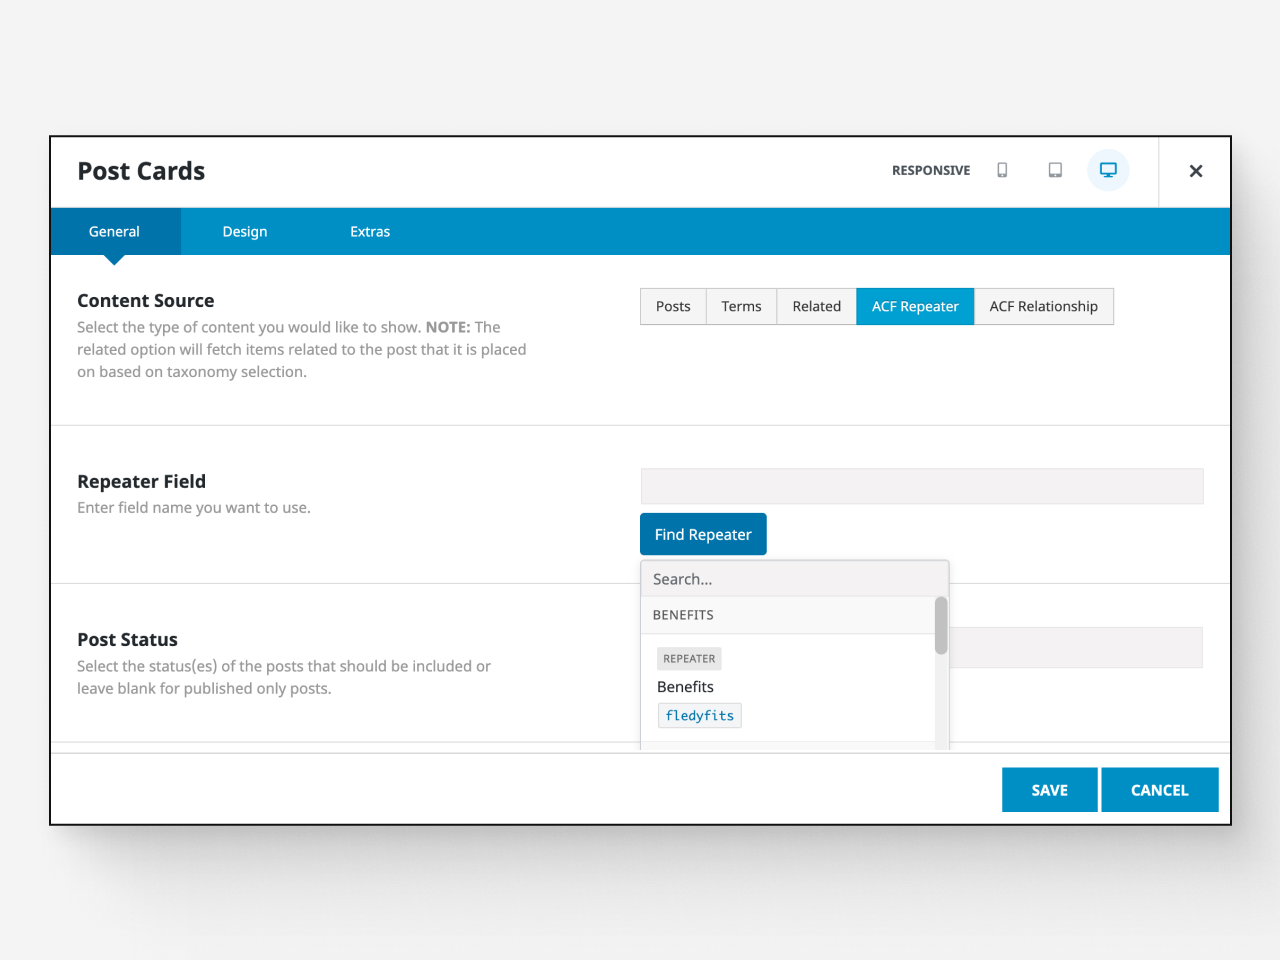 Post Cards
RESPONSIVE
General
Design
Extras
Content Source
Select the type of content you would like to show. NOTE: The
related option will fetch items related to the post that it is placed
on based on taxonomy selection.
Posts
Terms
Related
ACF Repeater
ACF Relationship
Repeater Field
Enter field name you want to use.
Find Repeater
Search...
BENEFITS
REPEATER
Benefits
fledyfits
Post Status
Select the status(es) of the posts that should be included or
leave blank for published only posts.
SAVE
CANCEL